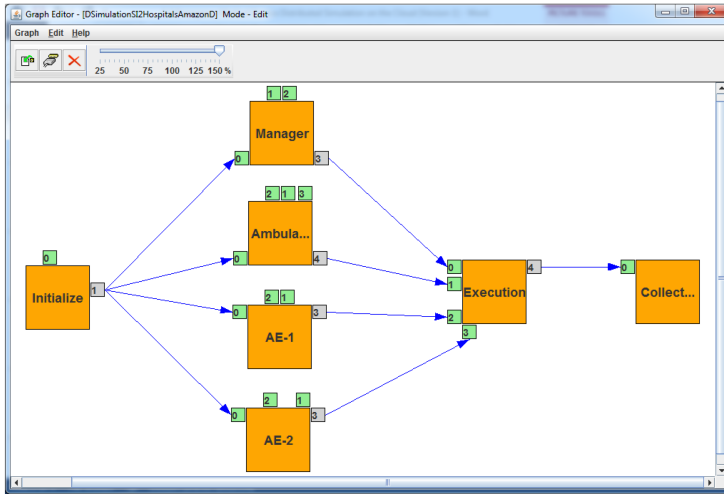 Graph Editor - [DSimulationSI2HospitalsAmazonD] Mode - Edit
Graph Edit Help
25 50 75 100 125 150 %
1 2
Manager
0 3
2 1 3
Ambula...
0 4
0
Initialize
1
2 1
AE-1
0 3
2 1
AE-2
0 3
0
1
2
3
Execution
4
0
Collect...